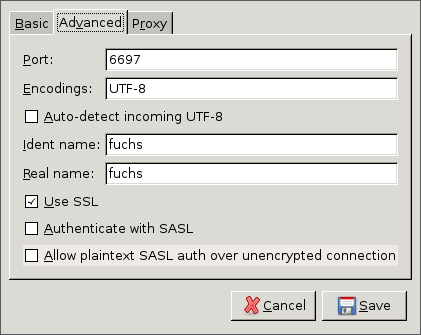 Basic Advanced Proxy
Port: 6697
Encodings: UTF-8
Auto-detect incoming UTF-8
Ident name: fuchs
Real name: fuchs
Use SSL
Authenticate with SASL
Allow plaintext SASL auth over unencrypted connection
Cancel Save